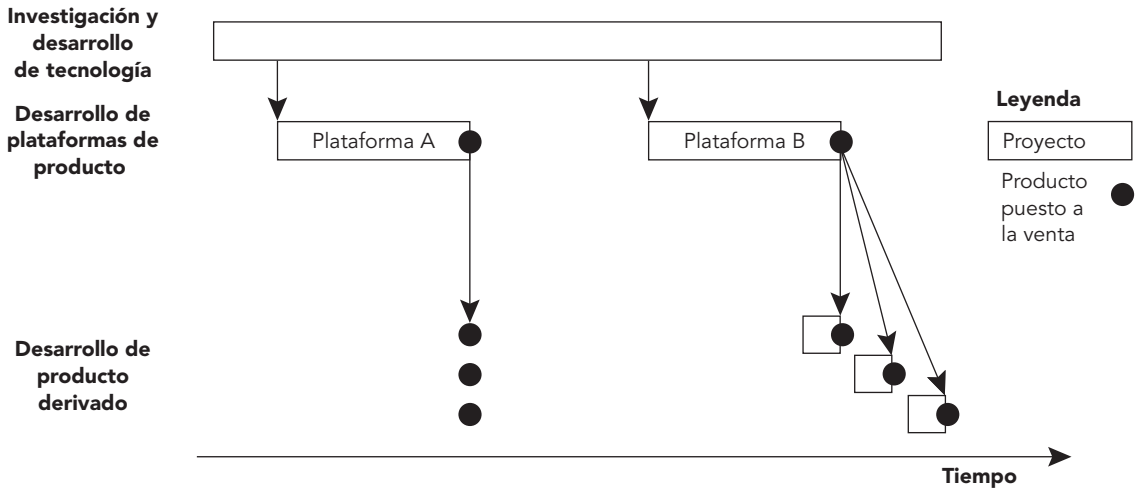 Investigación y
desarrollo
de tecnología
Desarrollo de
plataformas de
producto
Plataforma A
Plataforma B
Leyenda
Proyecto
Producto
puesto a
la venta
Desarrollo de
producto
derivado
Tiempo